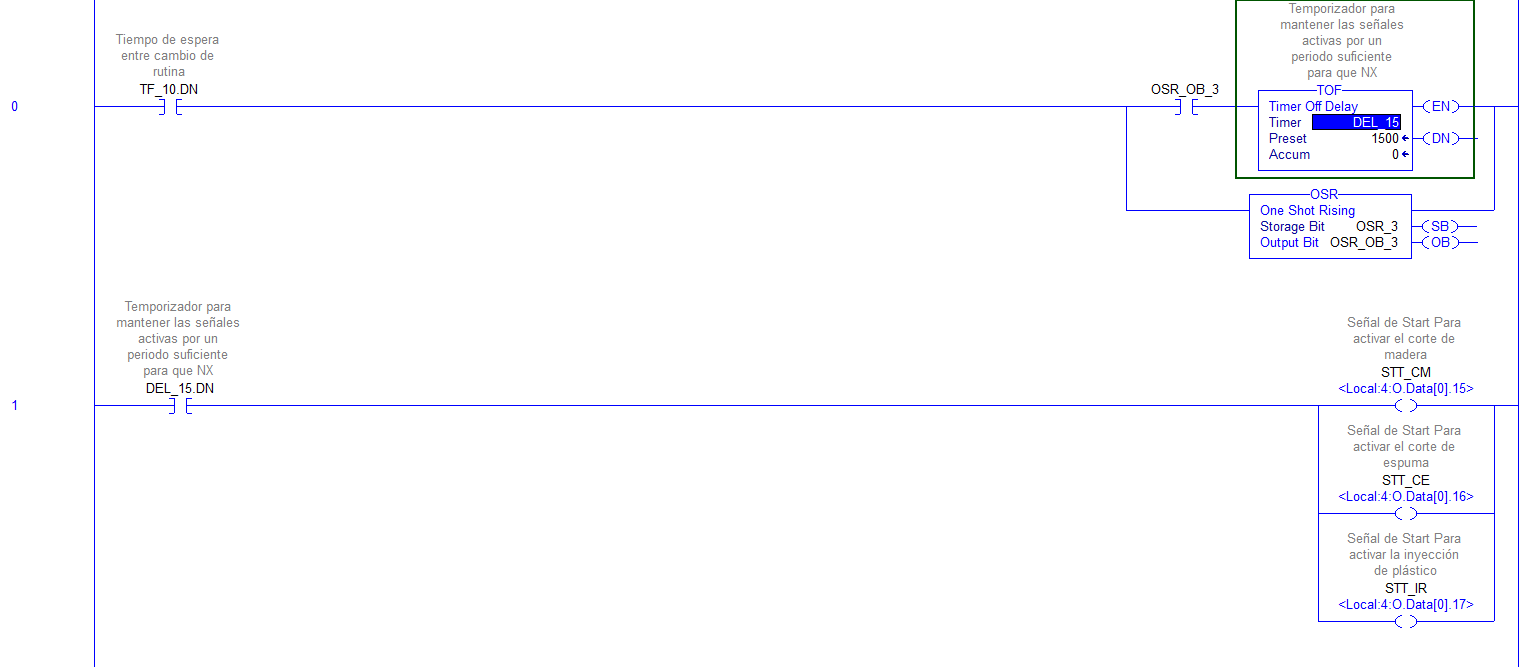 Tiempo de espera
entre cambio de
rutina
TF_10.DN
0
OSR_OB_3
Temporizador para
mantener las señales
activas por un
periodo suficiente
para que NX
TOF
Timer Off Delay
Timer DEL_15
Preset 1500
Accum 0
EN
DN
OSR
One Shot Rising
Storage Bit OSR_3
Output Bit OSR_OB_3
SB
OB
Temporizador para
mantener las señales
activas por un
periodo suficiente
para que NX
DEL_15.DN
1
Señal de Start Para
activar el corte de
madera
STT_CM
<Local:4:O.Data[0].15>
Señal de Start Para
activar el corte de
espuma
STT_CE
<Local:4:O.Data[0].16>
Señal de Start Para
activar la inyección
de plástico
STT_IR
<Local:4:O.Data[0].17>